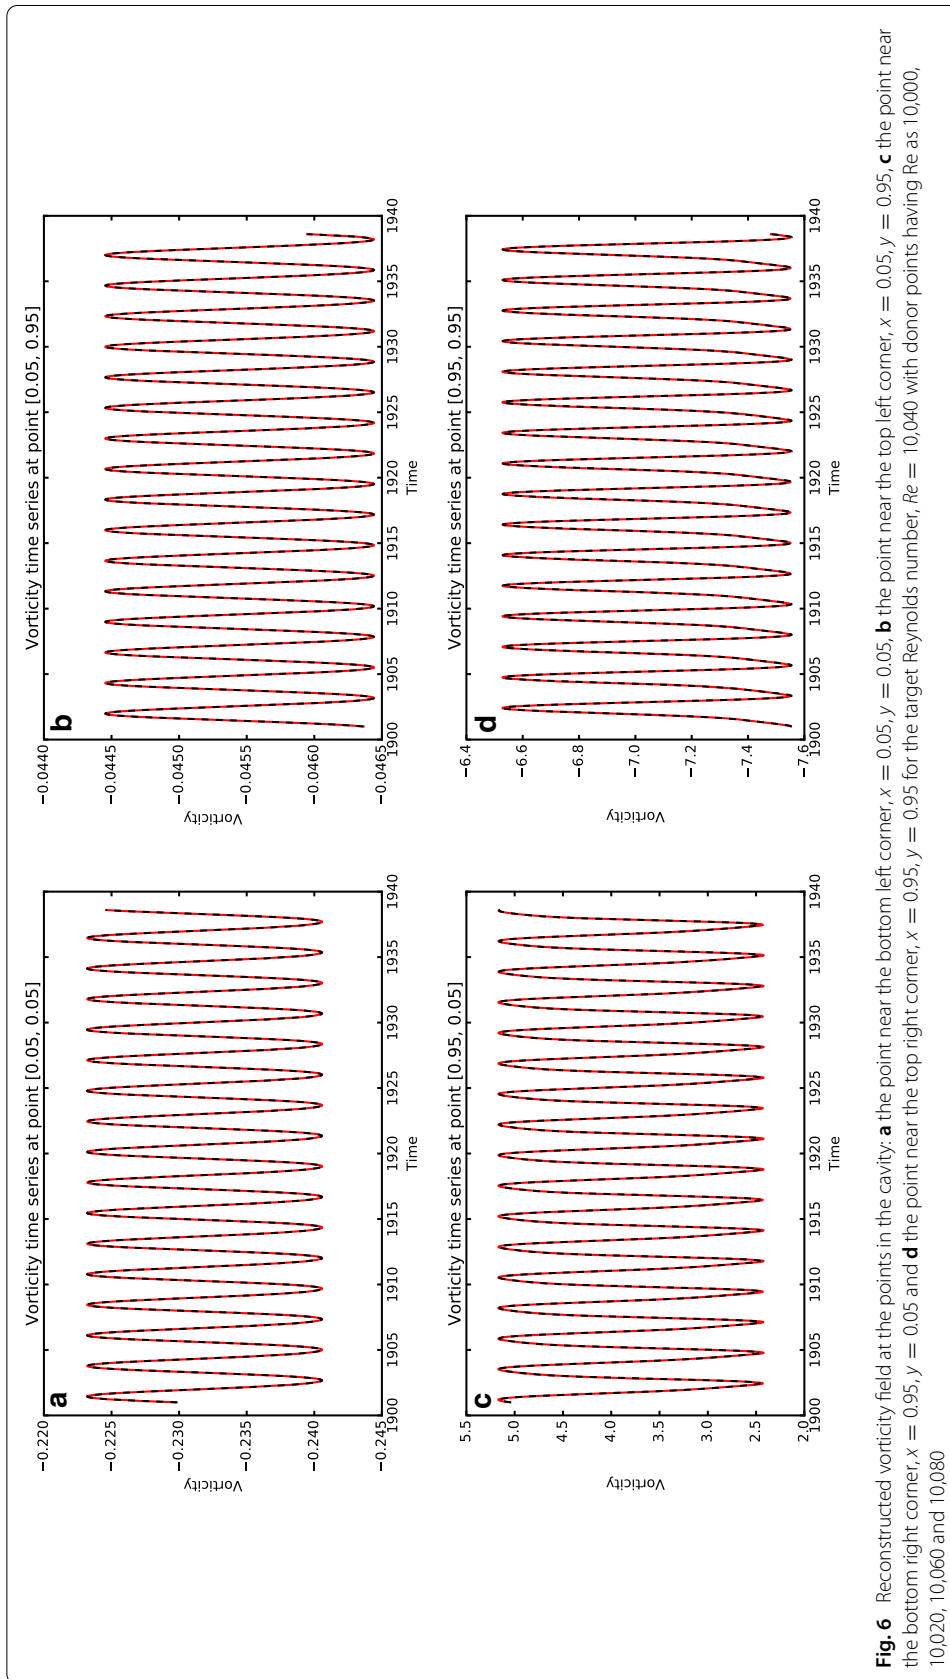 a
Vorticity time series at point [0.05, 0.05]
−0.220
−0.225
−0.230
−0.235
−0.240
−0.245
Vorticity
1900 1905 1910 1915 1920 1925 1930 1935 1940
Time
b
Vorticity time series at point [0.05, 0.95]
−0.0440
−0.0445
−0.0450
−0.0455
−0.0460
−0.0465
Vorticity
1900 1905 1910 1915 1920 1925 1930 1935 1940
Time
c
Vorticity time series at point [0.95, 0.05]
5.5
5.0
4.5
4.0
3.5
3.0
2.5
2.0
Vorticity
1900 1905 1910 1915 1920 1925 1930 1935 1940
Time
d
Vorticity time series at point [0.95, 0.95]
−6.4
−6.6
−6.8
−7.0
−7.2
−7.4
−7.6
Vorticity
1900 1905 1910 1915 1920 1925 1930 1935 1940
Time
Fig. 6 Reconstructed vorticity field at the points in the cavity: a the point near the bottom left corner, x = 0.05, y = 0.05, b the point near the top left corner, x = 0.05, y = 0.95, c the point near
the bottom right corner, x = 0.95, y = 0.05 and d the point near the top right corner, x = 0.95, y = 0.95 for the target Reynolds number, Re = 10,040 with donor points having Re as 10,000,
10,020, 10,060 and 10,080